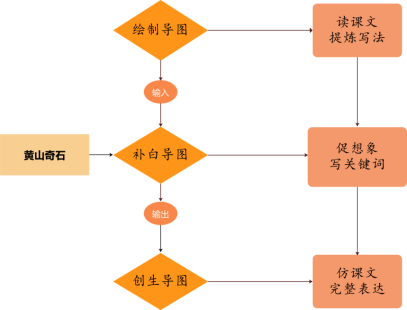 绘制导图
读课文
提炼写法
输入
黄山奇石
补白导图
促想象
写关键词
输出
创生导图
仿课文
完整表达